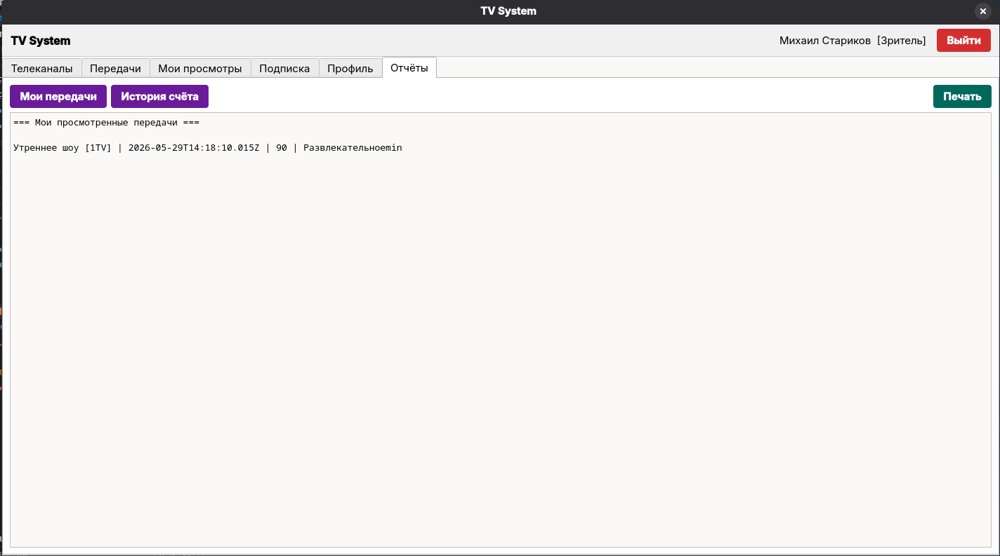 TV System
TV System
Михаил Стариков [Зритель] Выйти
Телеканалы Передачи Мои просмотры Подписка Профиль Отчёты
Мои передачи История счёта Печать
=== Мои просмотренные передачи ===
Утреннее шоу [1TV] | 2026-05-29T14:18:10.015Z | 90 | Развлекательноеmin